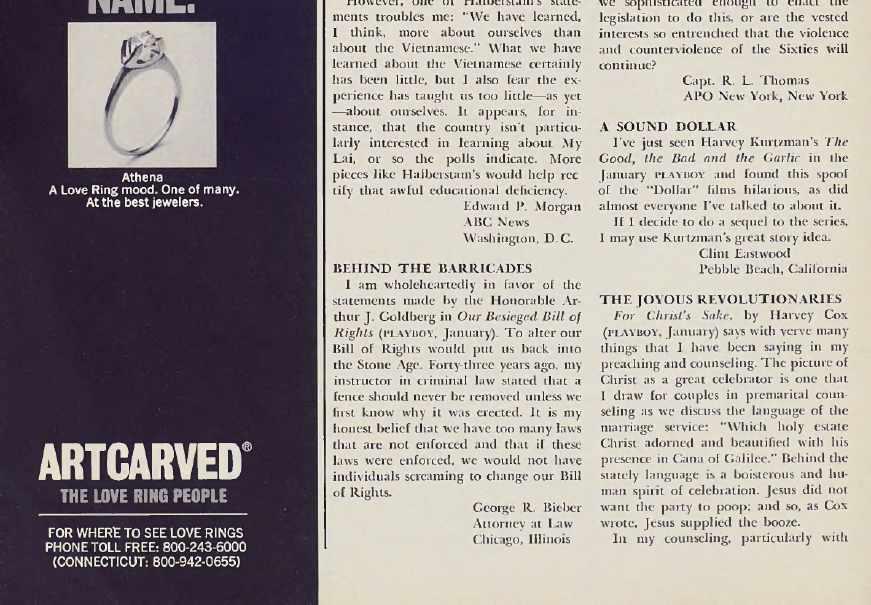 NAME.
Athena
A Love Ring mood. One of many.
At the best jewelers.
ARTCARVED®
THE LOVE RING PEOPLE
FOR WHERE TO SEE LOVE RINGS
PHONE TOLL FREE: 800-243-6000
(CONNECTICUT: 800-942-0655)
However, one of Halberstam's state-
ments troubles me: "We have learned,
I think, more about ourselves than
about the Vietnamese." What we have
learned about the Vietnamese certainly
has been little, but I also fear the ex-
perience has taught us too little—as yet
—about ourselves. It appears, for in-
stance, that the country isn't particu-
larly interested in learning about My
Lai, or so the polls indicate. More
pieces like Halberstam's would help rec
tify that awful educational deficiency.
Edward P. Morgan
ABC News
Washington, D.C.
BEHIND THE BARRICADES
I am wholeheartedly in favor of the
statements made by the Honorable Ar-
thur J. Goldberg in Our Besieged Bill of
Rights (PLAYBOY, January). To alter our
Bill of Rights would put us back into
the Stone Age. Forty-three years ago, my
instructor in criminal law stated that a
fence should never be removed unless we
first know why it was erected. It is my
honest belief that we have too many laws
that are not enforced and that if these
laws were enforced, we would not have
individuals screaming to change our Bill
of Rights.
George R. Bieber
Attorney at Law
Chicago, Illinois
we sophisticated enough to enact the
legislation to do this, or are the vested
interests so entrenched that the violence
and counterviolence of the Sixties will
continue?
Capt. R. L. Thomas
APO New York, New York
A SOUND DOLLAR
I've just seen Harvey Kurtzman's The
Good, the Bad and the Garlic in the
January PLAYBOY and found this spoof
of the "Dollar" films hilarious, as did
almost everyone I've talked to about it.
If I decide to do a sequel to the series,
I may use Kurtzman's great story idea.
Clint Eastwood
Pebble Beach, California
THE JOYOUS REVOLUTIONARIES
For Christ's Sake, by Harvey Cox
(PLAYBOY, January) says with verve many
things that I have been saying in my
preaching and counseling. The picture of
Christ as a great celebrator is one that
I draw for couples in premarital coun-
seling as we discuss the language of the
marriage service: "Which holy estate
Christ adorned and beautified with his
presence in Cana of Galilee." Behind the
stately language is a boisterous and hu-
man spirit of celebration. Jesus did not
want the party to poop; and so, as Cox
wrote, Jesus supplied the booze.
In my counseling, particularly with